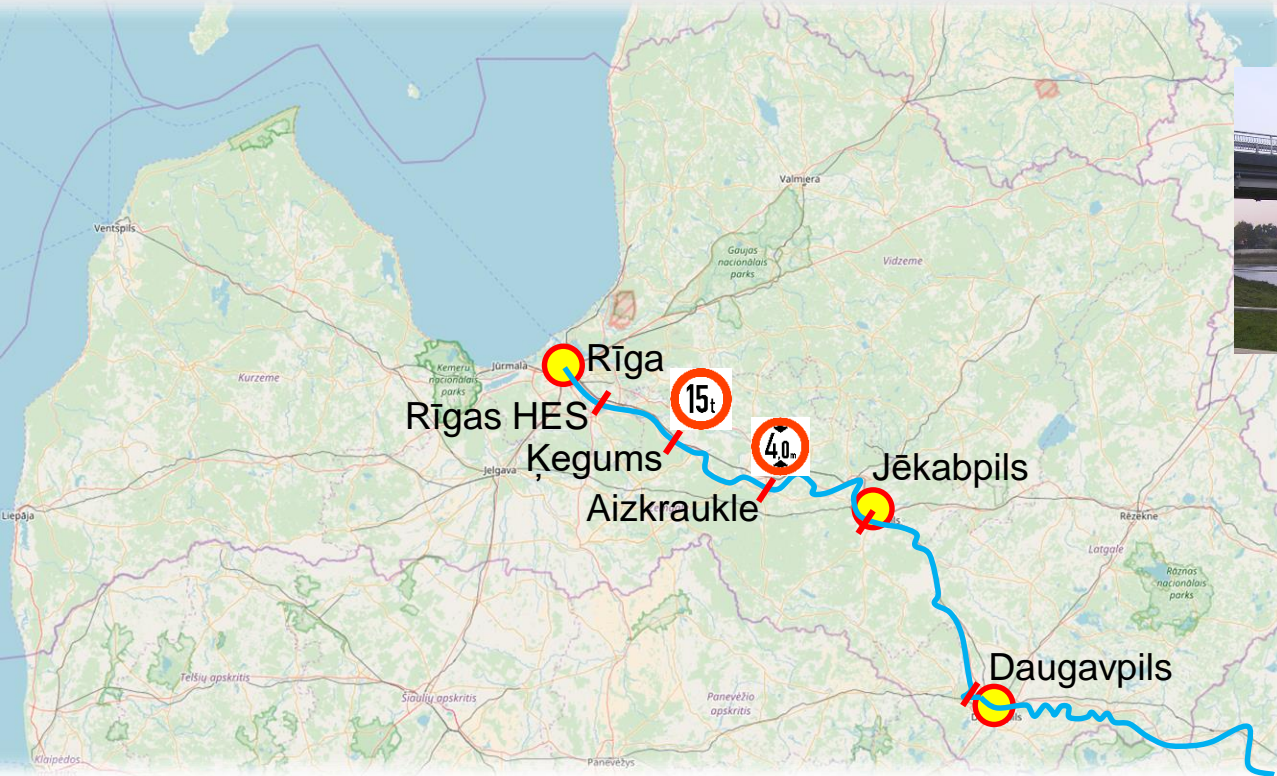 Valmiera
Ventspils
Gaujas
nacionālais
parks
Vidzeme
Rīga
Jūrmala
Ķemeru
nacionālais
parks
Kurzeme
15t
Rīgas HES
4,0m
Ķegums
Jelgava
Jēkabpils
Aizkraukle
Liepāja
Rēzekne
Latgale
Rāznas
nacionālais
parks
Daugavpils
Telšių apskritis
Šiaulių apskritis
Panevėžio
apskritis
Klaipėdos
Panevėžys